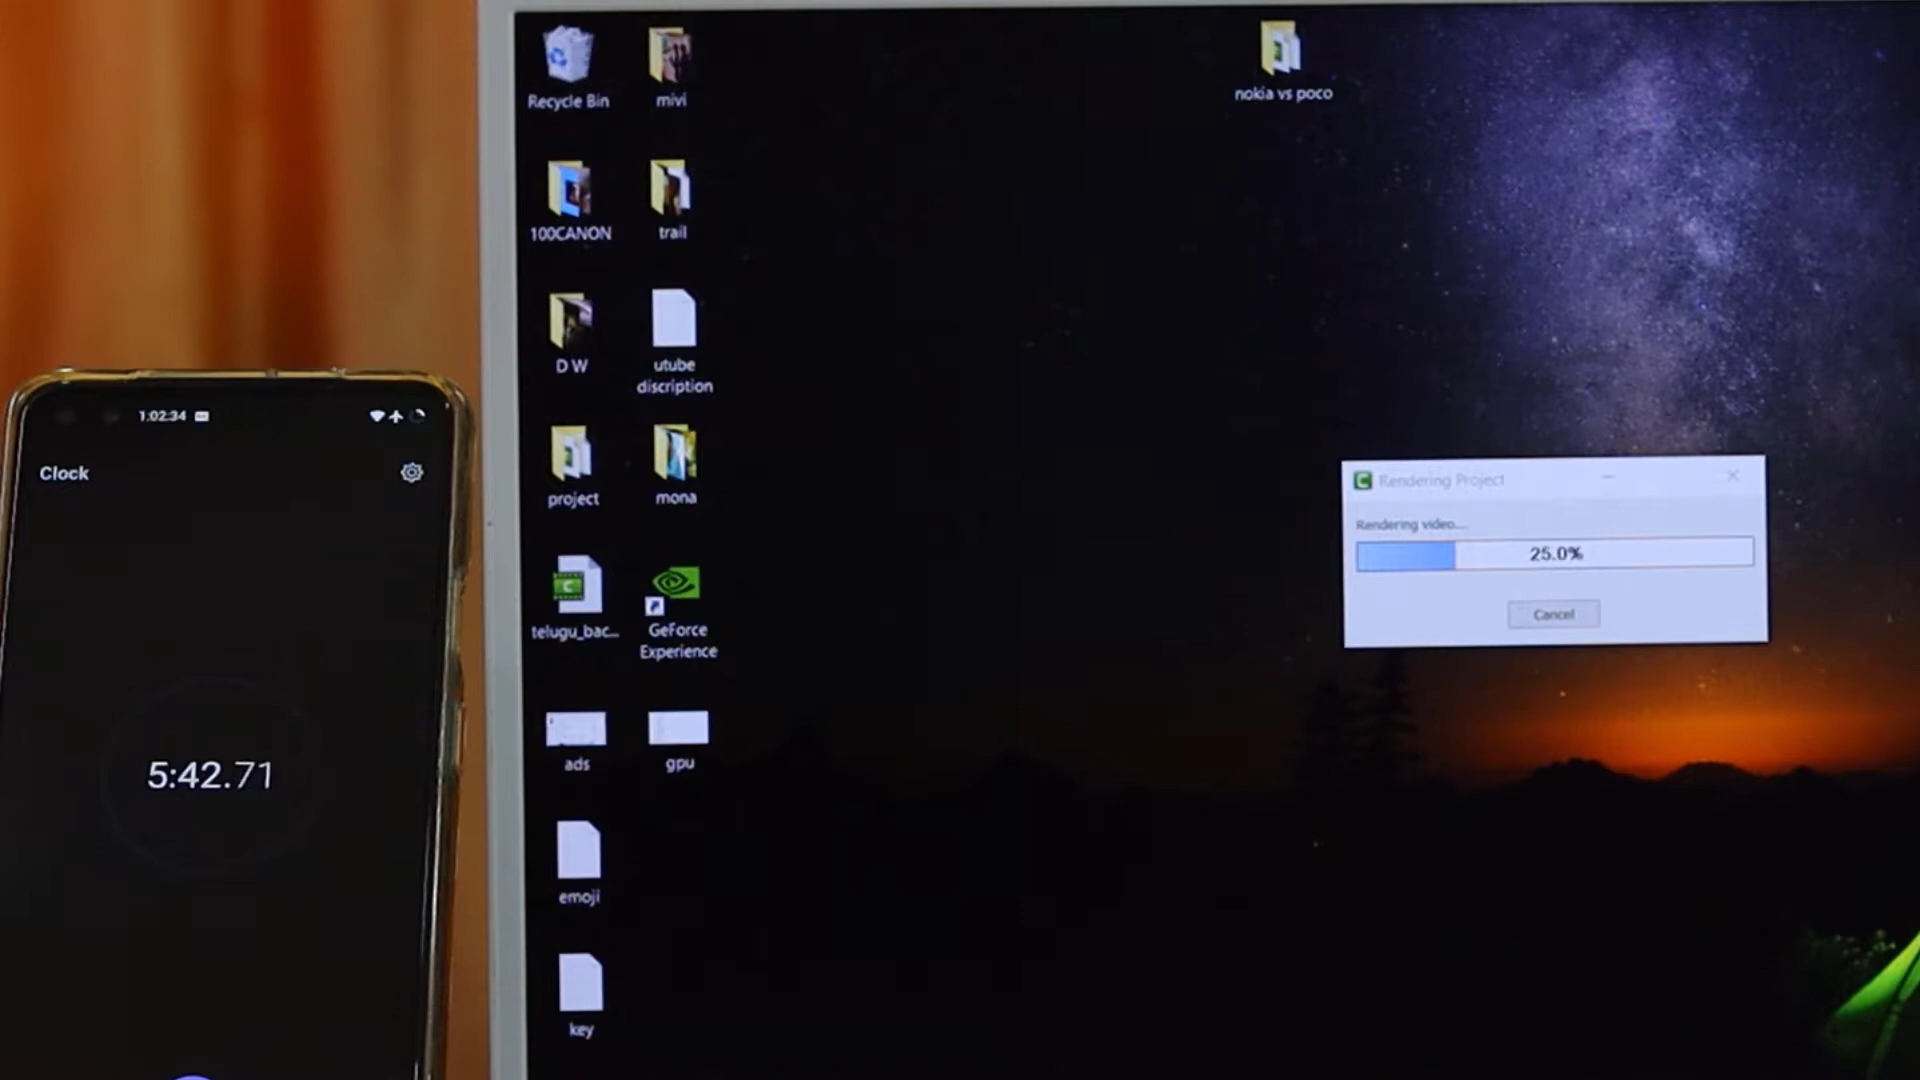 1:02:34
Clock
5:42.71
Recycle Bin
mivi
nokia vs poco
100CANON
trail
D W
utube
discription
project
mona
telugu_bac...
GeForce
Experience
ads
gpu
emoji
key
Rendering Project
Rendering video...
25.0%
Cancel